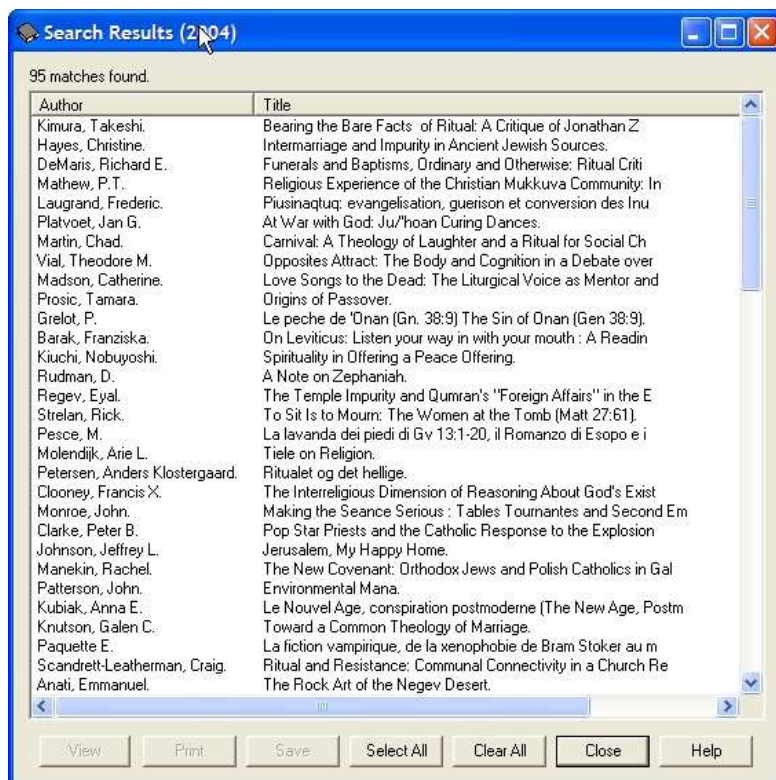 Search Results (2004)
95 matches found.
Author Title
Kimura, Takeshi. Bearing the Bare Facts of Ritual: A Critique of Jonathan Z
Hayes, Christine. Intermarriage and Impurity in Ancient Jewish Sources.
DeMaris, Richard E. Funerals and Baptisms, Ordinary and Otherwise: Ritual Criti
Mathew, P.T. Religious Experience of the Christian Mukkuva Community: In
Laugrand, Frederic. Piusinaqtuq: evangelisation, guerison et conversion des Inu
Platvoet, Jan G. At War with God: Ju/'hoan Curing Dances.
Martin, Chad. Carnival: A Theology of Laughter and a Ritual for Social Ch
Vial, Theodore M. Opposites Attract: The Body and Cognition in a Debate over
Madson, Catherine. Love Songs to the Dead: The Liturgical Voice as Mentor and
Prosic, Tamara. Origins of Passover.
Grelot, P. Le peche de 'Onan (Gn. 38:9) The Sin of Onan (Gen 38:9).
Barak, Franziska. On Leviticus: Listen your way in with your mouth : A Readin
Kiuchi, Nobuyoshi. Spirituality in Offering a Peace Offering.
Rudman, D. A Note on Zephaniah.
Regev, Eyal. The Temple Impurity and Qumran's "Foreign Affairs" in the E
Strelan, Rick. To Sit Is to Mourn: The Women at the Tomb (Matt 27:61).
Pesce, M. La lavanda dei piedi di Gv 13:1-20, il Romanzo di Esopo e i
Molendijk, Arie L. Tiele on Religion.
Petersen, Anders Klostergaard. Ritualet og det hellige.
Clooney, Francis X. The Interreligious Dimension of Reasoning About God's Exist
Monroe, John. Making the Seance Serious : Tables Tournantes and Second Em
Clarke, Peter B. Pop Star Priests and the Catholic Response to the Explosion
Johnson, Jeffrey L. Jerusalem, My Happy Home.
Manekin, Rachel. The New Covenant: Orthodox Jews and Polish Catholics in Gal
Patterson, John. Environmental Mana.
Kubiak, Anna E. Le Nouvel Age, conspiration postmoderne (The New Age, Postm
Knutson, Galen C. Toward a Common Theology of Marriage.
Paquette E. La fiction vampirique, de la xenophobie de Bram Stoker au m
Scandrett-Leatherman, Craig. Ritual and Resistance: Communal Connectivity in a Church Re
Anati, Emmanuel. The Rock Art of the Negev Desert.
View Print Save Select All Clear All Close Help